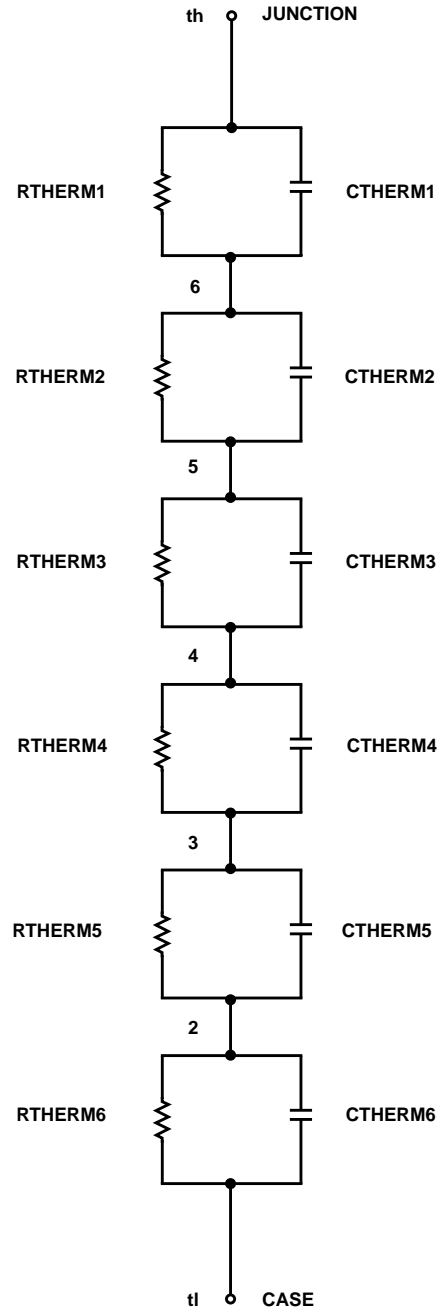 th JUNCTION
RTHERM1 CTHERM1
6
RTHERM2 CTHERM2
5
RTHERM3 CTHERM3
4
RTHERM4 CTHERM4
3
RTHERM5 CTHERM5
2
RTHERM6 CTHERM6
tl CASE